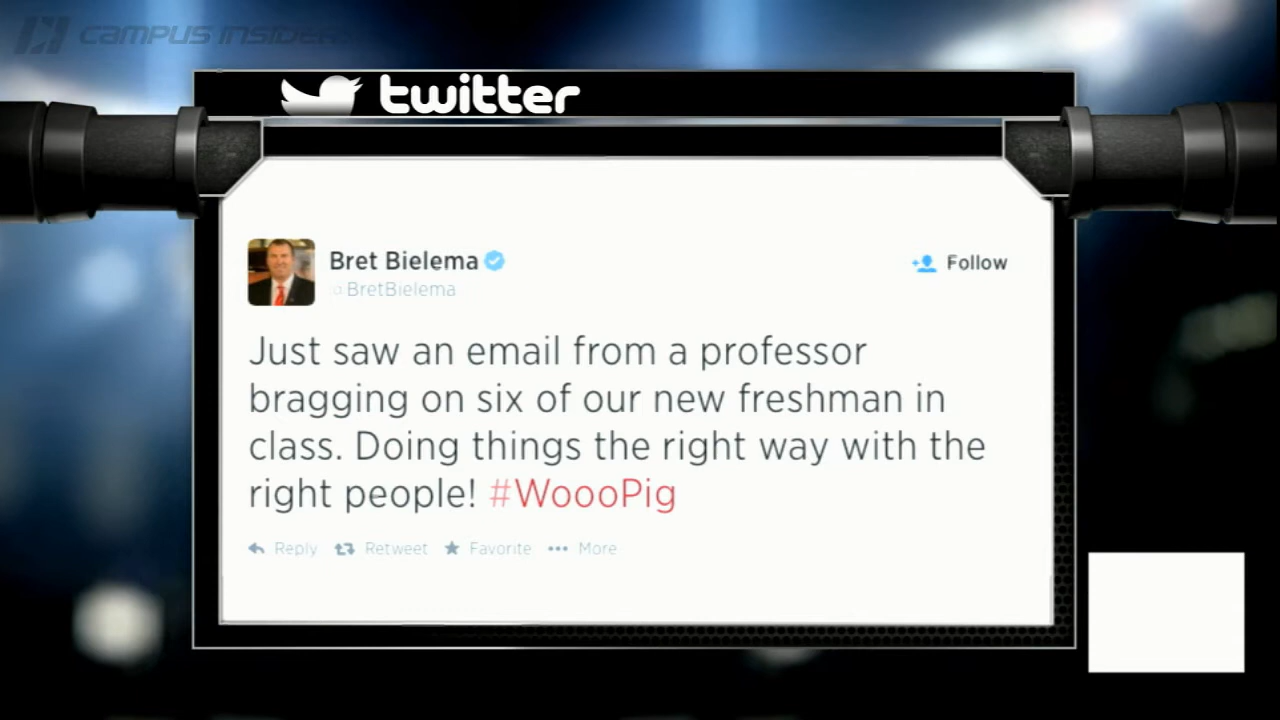 CAMPUS INSIDERS
twitter
Bret Bielema
@BretBielema
Follow
Just saw an email from a professor
bragging on six of our new freshman in
class. Doing things the right way with the
right people! #WoooPig
Reply Retweet Favorite More